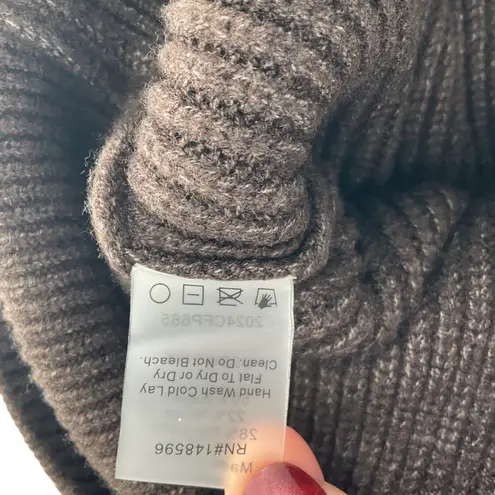 RN#148596
Hand Wash Cold Lay
Flat To Dry or Dry
Clean. Do Not Bleach.
2024CFP685